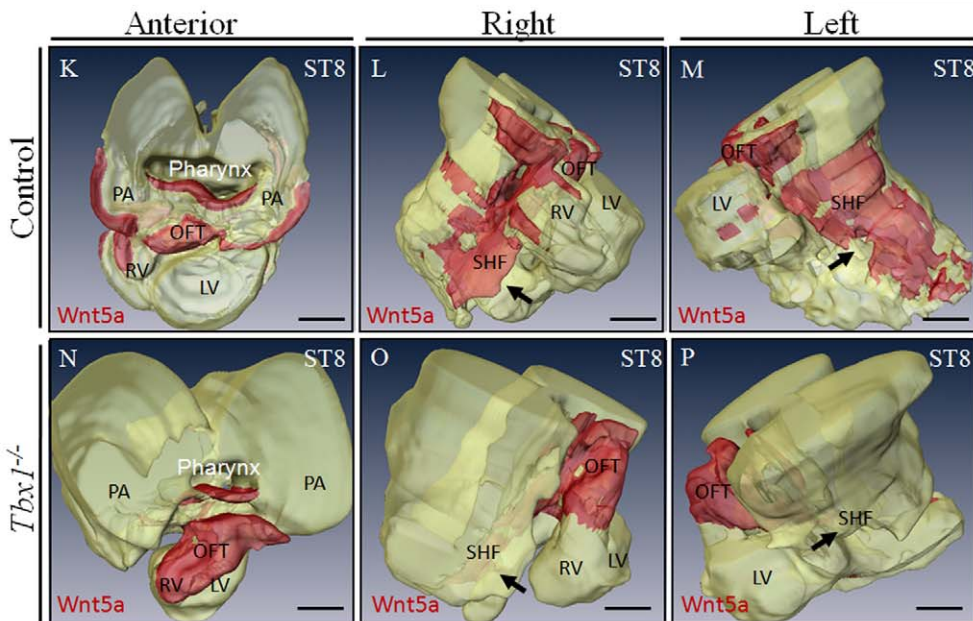 Anterior Right Left
Control
K ST8
Pharynx
PA PA
OFT
RV
LV
Wnt5a
L ST8
OFT
RV LV
SHF
M ST8
OFT
LV SHF
Tbx1-/-
N ST8
Pharynx
PA
PA
OFT
RV LV
Wnt5a
O ST8
OFT
SHF
RV LV
Wnt5a
P ST8
OFT
SHF
LV
Wnt5a